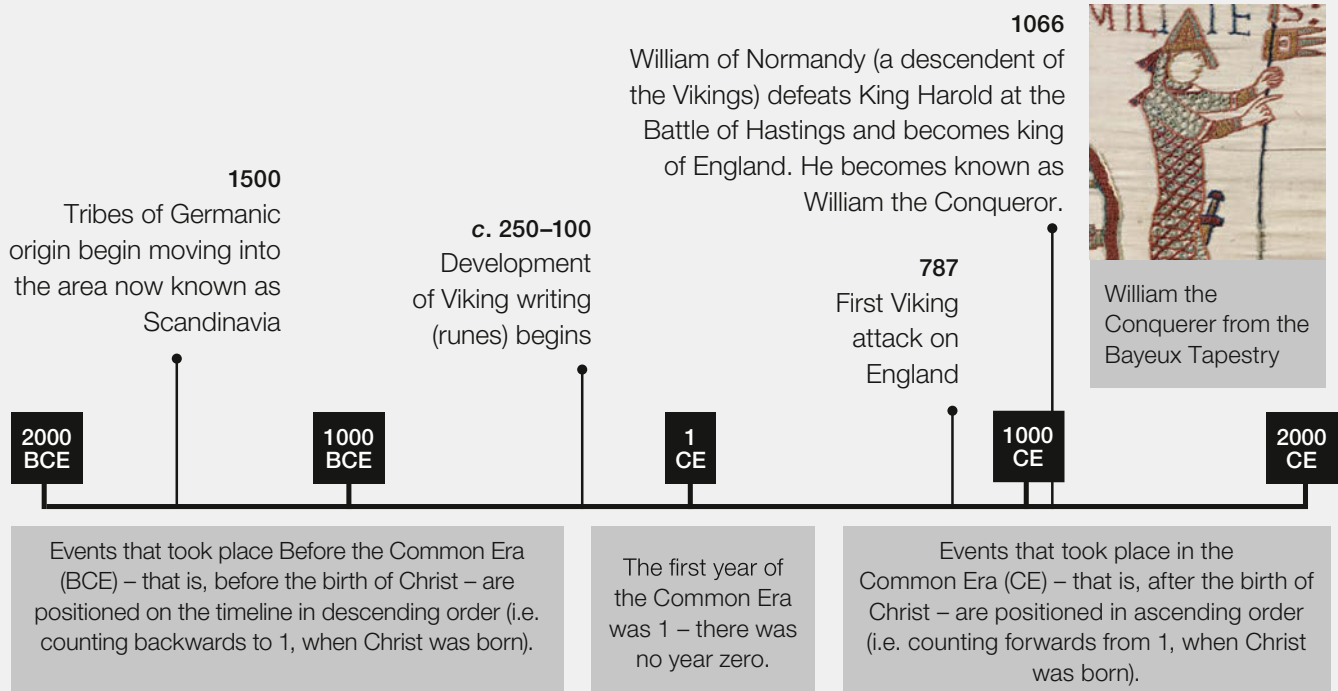 1066
William of Normandy (a descendent of
the Vikings) defeats King Harold at the
Battle of Hastings and becomes king
of England. He becomes known as
William the Conqueror.
MILITE S:
William the
Conquerer from the
Bayeux Tapestry
1500
Tribes of Germanic
origin begin moving into
the area now known as
Scandinavia
c. 250–100
Development
of Viking writing
(runes) begins
787
First Viking
attack on
England
2000
BCE
1000
BCE
1
CE
1000
CE
2000
CE
Events that took place Before the Common Era
(BCE) – that is, before the birth of Christ – are
positioned on the timeline in descending order (i.e.
counting backwards to 1, when Christ was born).
The first year of
the Common Era
was 1 – there was
no year zero.
Events that took place in the
Common Era (CE) – that is, after the birth of
Christ – are positioned in ascending order
(i.e. counting forwards from 1, when Christ
was born).